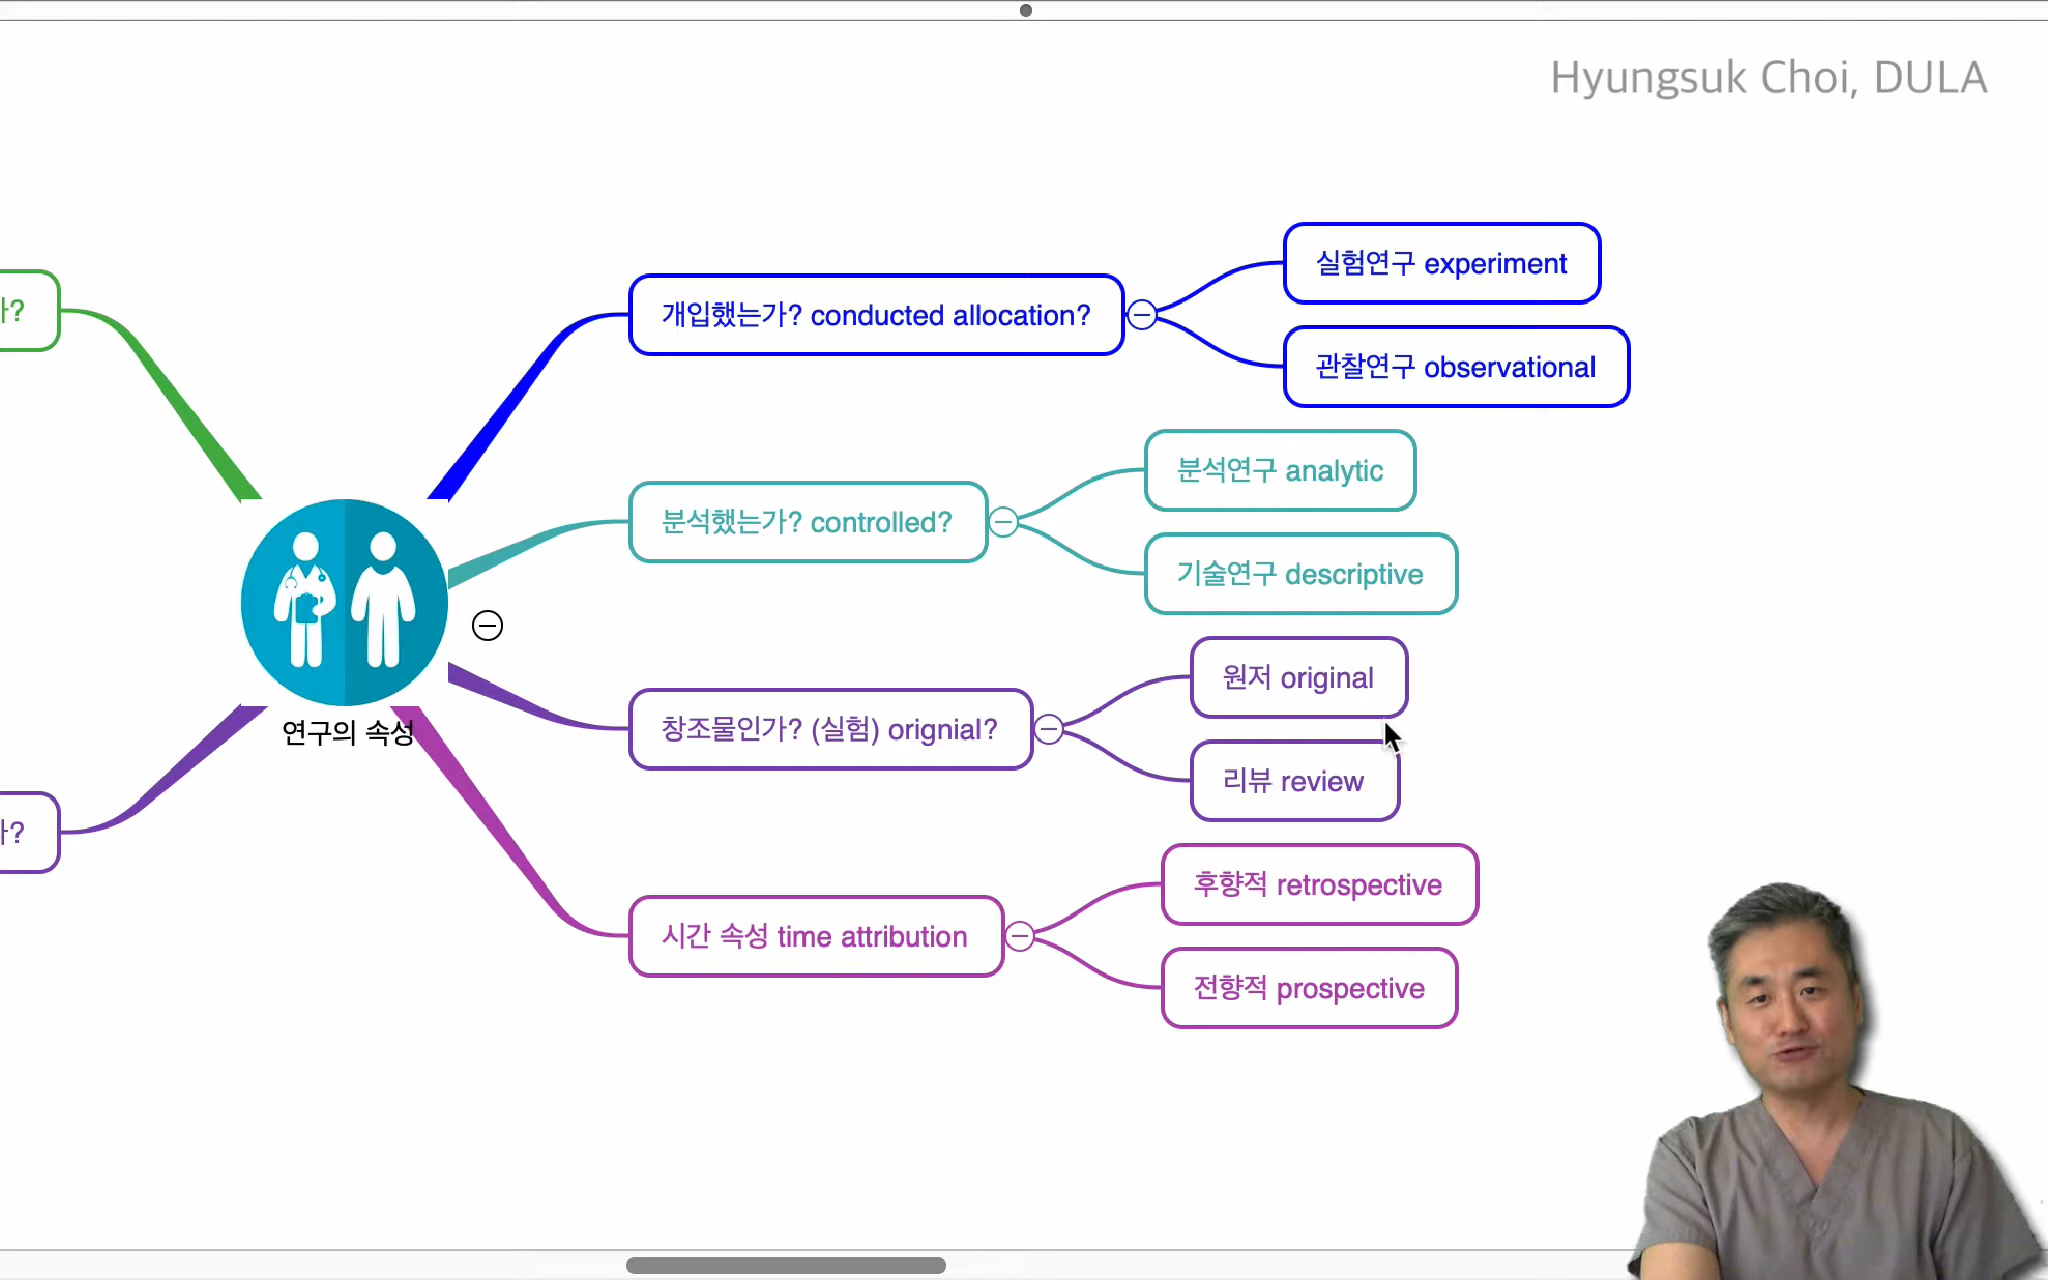 Hyungsuk Choi, DULA
가?
개입했는가? conducted allocation?
실험연구 experiment
관찰연구 observational
분석했는가? controlled?
분석연구 analytic
기술연구 descriptive
연구의 속성
창조물인가? (실험) orignial?
원저 original
리뷰 review
가?
시간 속성 time attribution
후향적 retrospective
전향적 prospective